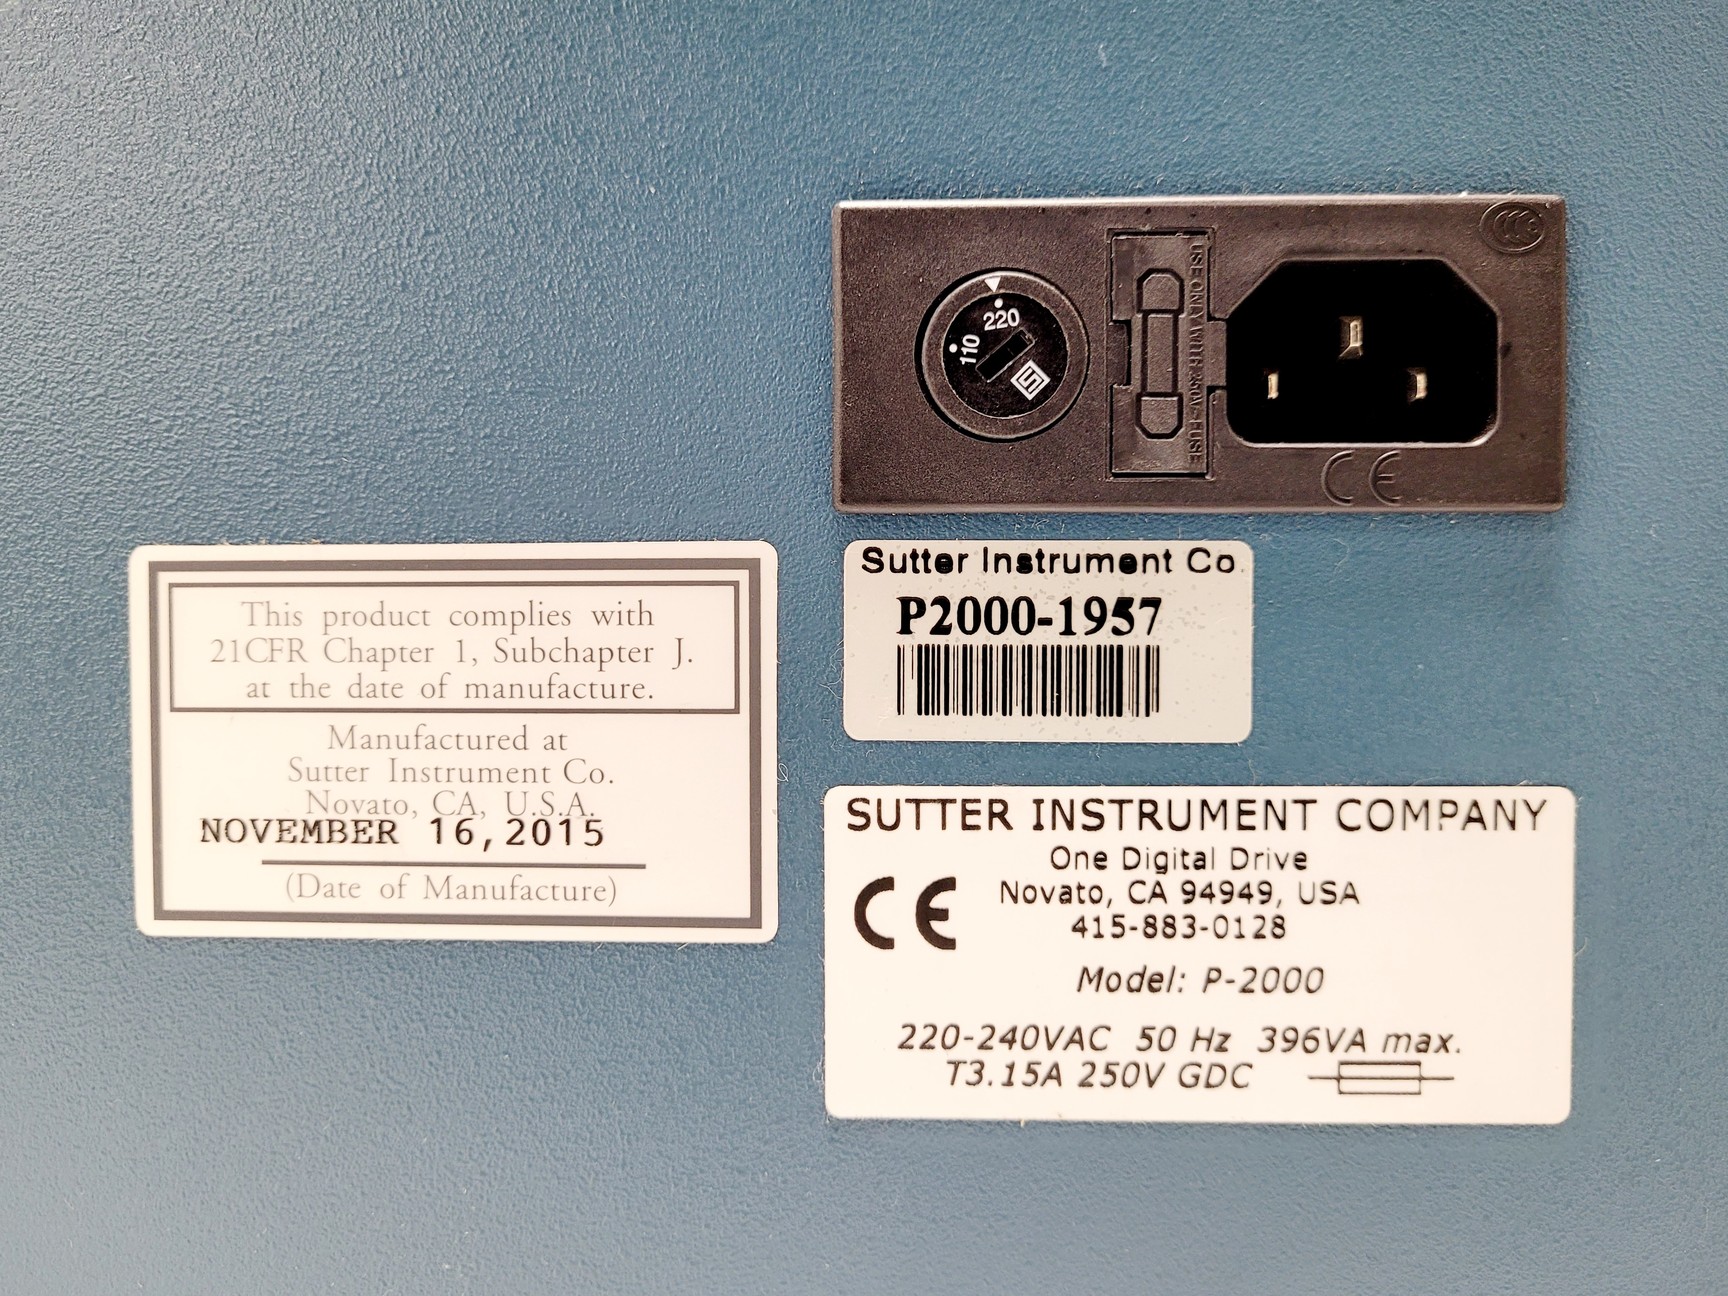 220
110
USE ONLY WITH 250V~FUSE
CE
This product complies with
21CFR Chapter 1, Subchapter J.
at the date of manufacture.
Manufactured at
Sutter Instrument Co.
Novato, CA, U.S.A.
NOVEMBER 16,2015
(Date of Manufacture)
Sutter Instrument Co.
P2000-1957
SUTTER INSTRUMENT COMPANY
One Digital Drive
Novato, CA 94949, USA
415-883-0128
CE
Model: P-2000
220-240VAC 50 Hz 396VA max.
T3.15A 250V GDC